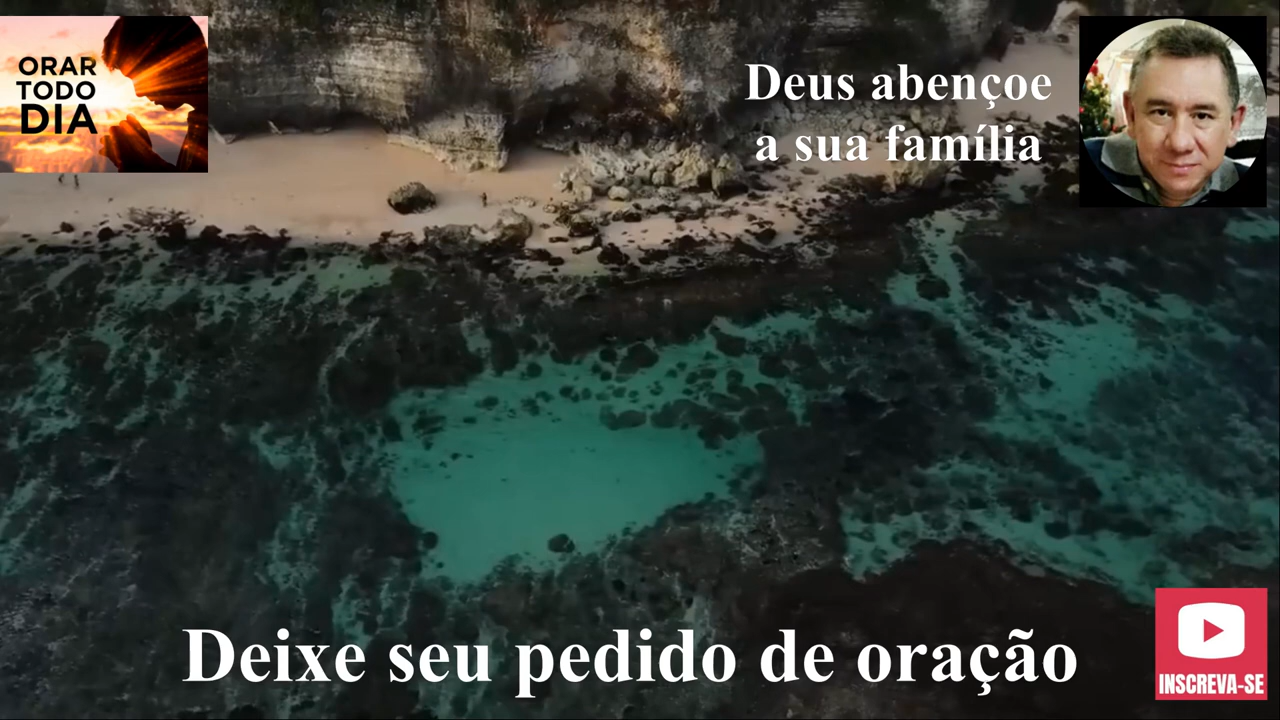 ORAR
TODO
DIA
Deus abençoe
a sua família
Deixe seu pedido de oração
INSCREVA-SE